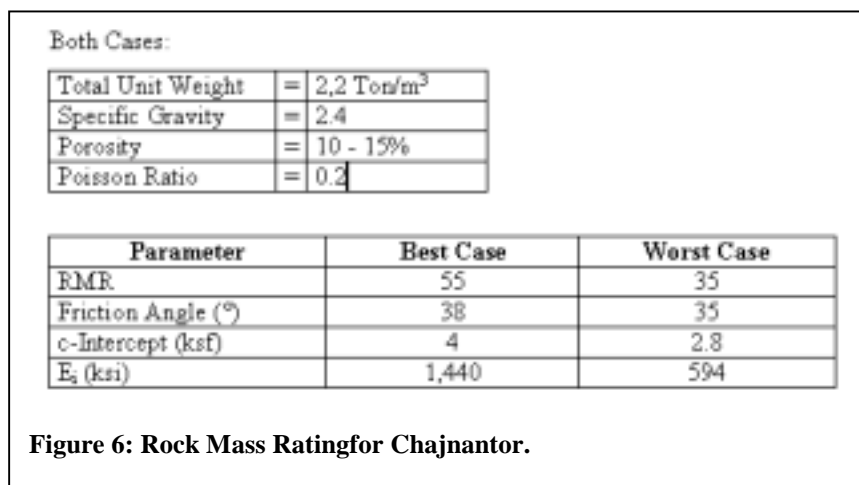 Both Cases:
Total Unit Weight = 2,2 Ton/m³
Specific Gravity = 2.4
Porosity = 10 - 15%
Poisson Ratio = 0.2
Parameter Best Case Worst Case
RMR 55 35
Friction Angle (º) 38 35
c-Intercept (ksf) 4 2.8
Eᵢ (ksi) 1,440 594
Figure 6: Rock Mass Ratingfor Chajnantor.